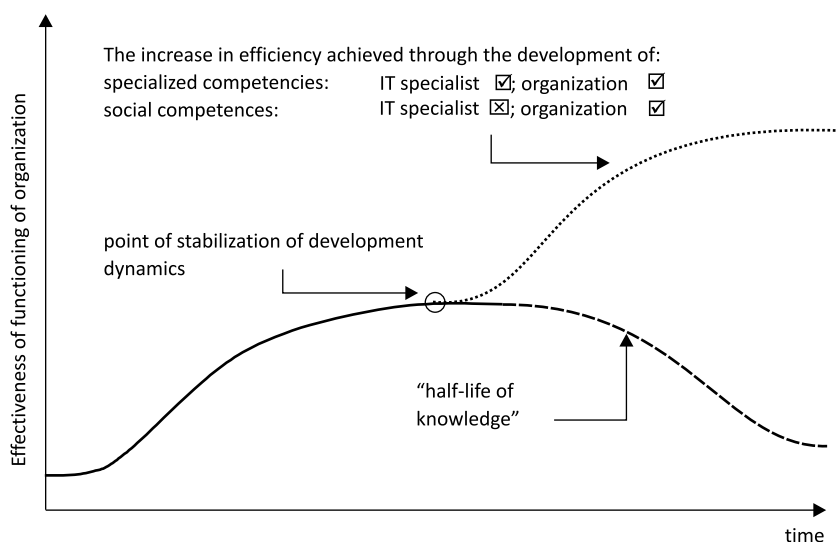 The increase in efficiency achieved through the development of:
specialized competencies: IT specialist ☑; organization ☑
social competences: IT specialist ☒; organization ☑
Effectiveness of functioning of organization
point of stabilization of development
dynamics
“half-life of
knowledge”
time